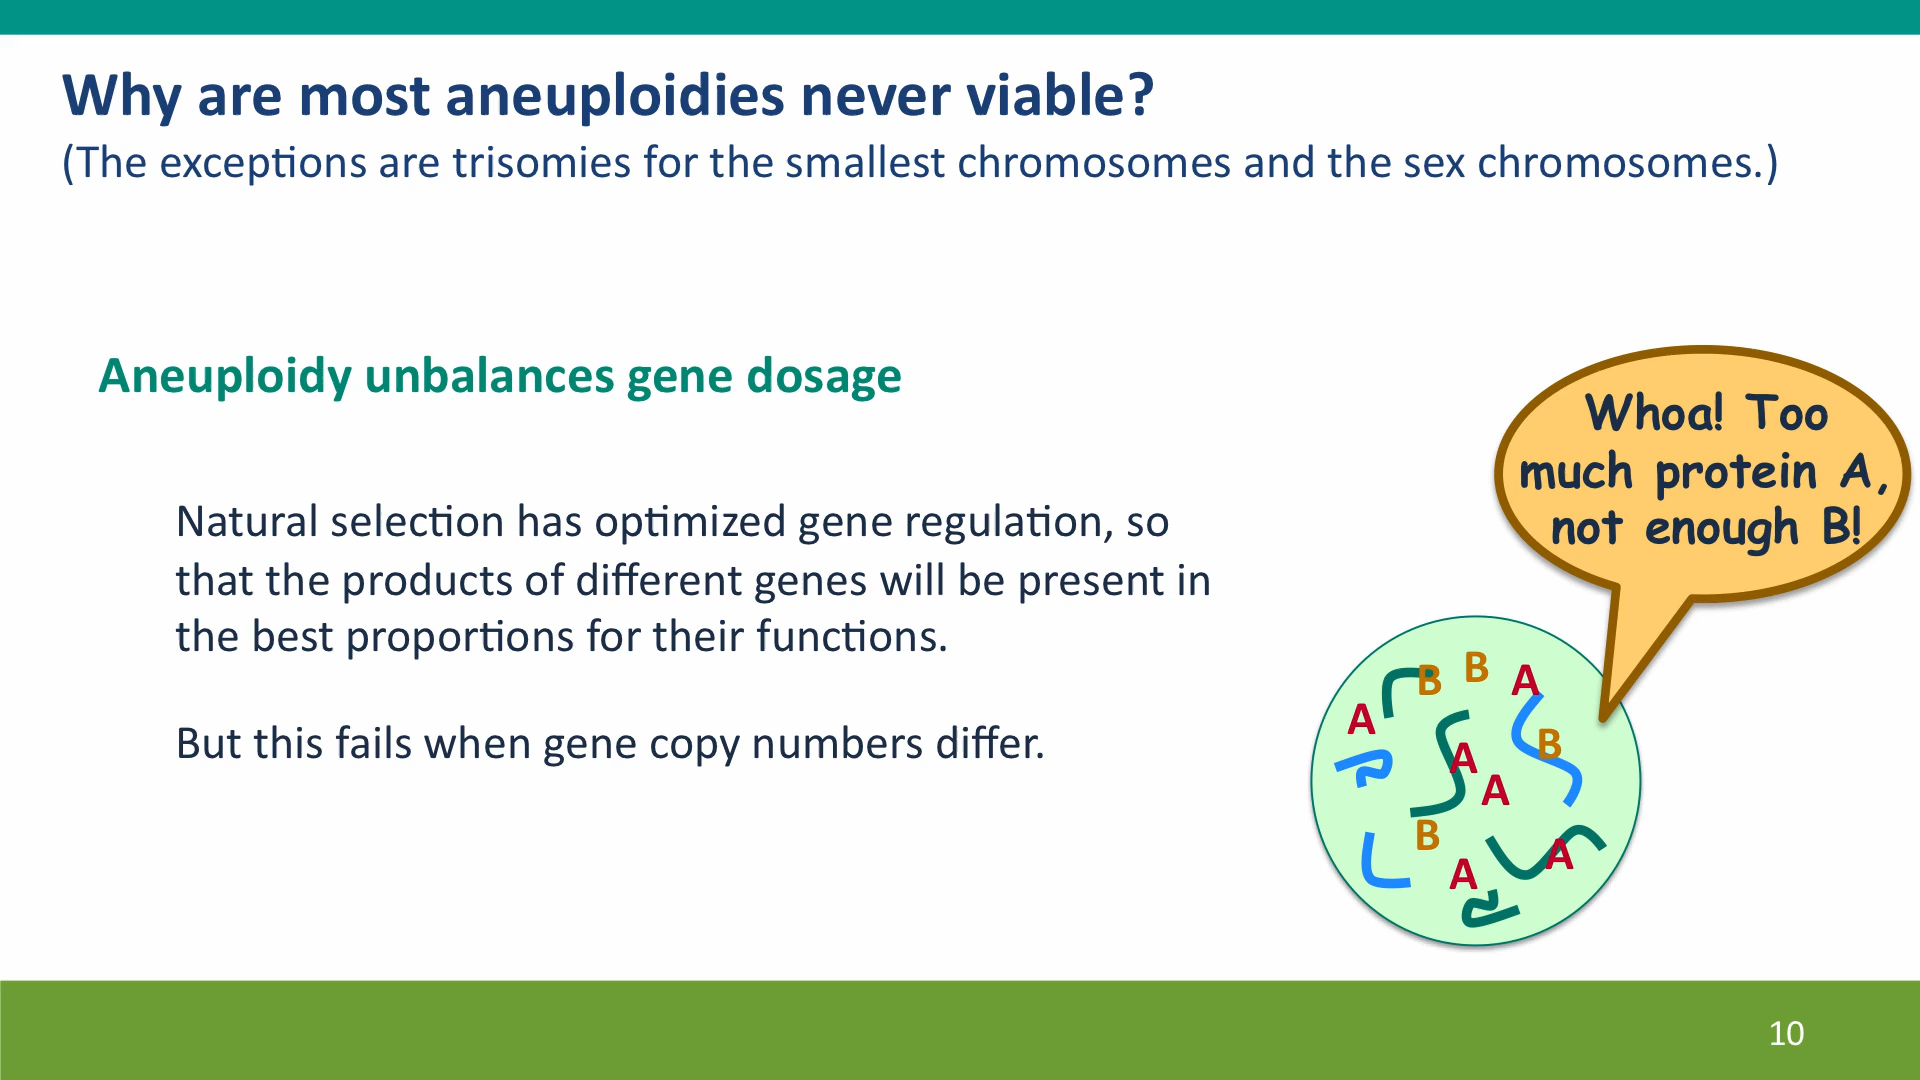 Why are most aneuploidies never viable?
(The exceptions are trisomies for the smallest chromosomes and the sex chromosomes.)
Aneuploidy unbalances gene dosage
Natural selection has optimized gene regulation, so
that the products of different genes will be present in
the best proportions for their functions.
But this fails when gene copy numbers differ.
Whoa! Too
much protein A,
not enough B!
B B A
A
B
A
A
B
A
A
10